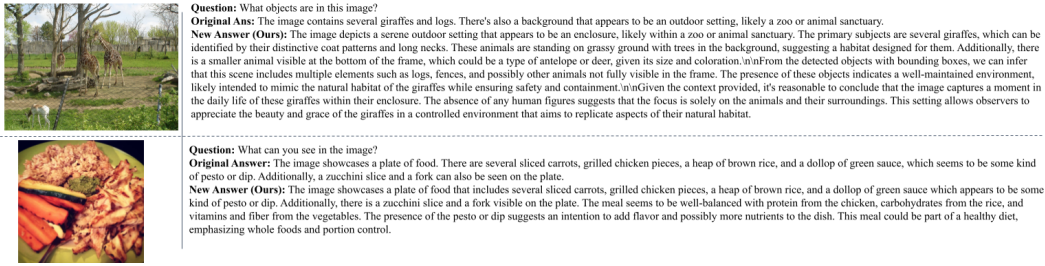 Question: What objects are in this image?
Original Ans: The image contains several giraffes and logs. There's also a background that appears to be an outdoor setting, likely a zoo or animal sanctuary.
New Answer (Ours): The image depicts a serene outdoor setting that appears to be an enclosure, likely within a zoo or animal sanctuary. The primary subjects are several giraffes, which can be
identified by their distinctive coat patterns and long necks. These animals are standing on grassy ground with trees in the background, suggesting a habitat designed for them. Additionally, there
is a smaller animal visible at the bottom of the frame, which could be a type of antelope or deer, given its size and coloration.\n\nFrom the detected objects with bounding boxes, we can infer
that this scene includes multiple elements such as logs, fences, and possibly other animals not fully visible in the frame. The presence of these objects indicates a well-maintained environment,
likely intended to mimic the natural habitat of the giraffes while ensuring safety and containment.\n\nGiven the context provided, it's reasonable to conclude that the image captures a moment in
the daily life of these giraffes within their enclosure. The absence of any human figures suggests that the focus is solely on the animals and their surroundings. This setting allows observers to
appreciate the beauty and grace of the giraffes in a controlled environment that aims to replicate aspects of their natural habitat.
Question: What can you see in the image?
Original Answer: The image showcases a plate of food. There are several sliced carrots, grilled chicken pieces, a heap of brown rice, and a dollop of green sauce, which seems to be some kind
of pesto or dip. Additionally, a zucchini slice and a fork can also be seen on the plate.
New Answer (Ours): The image showcases a plate of food that includes several sliced carrots, grilled chicken pieces, a heap of brown rice, and a dollop of green sauce which appears to be some
kind of pesto or dip. Additionally, there is a zucchini slice and a fork visible on the plate. The meal seems to be well-balanced with protein from the chicken, carbohydrates from the rice, and
vitamins and fiber from the vegetables. The presence of the pesto or dip suggests an intention to add flavor and possibly more nutrients to the dish. This meal could be part of a healthy diet,
emphasizing whole foods and portion control.